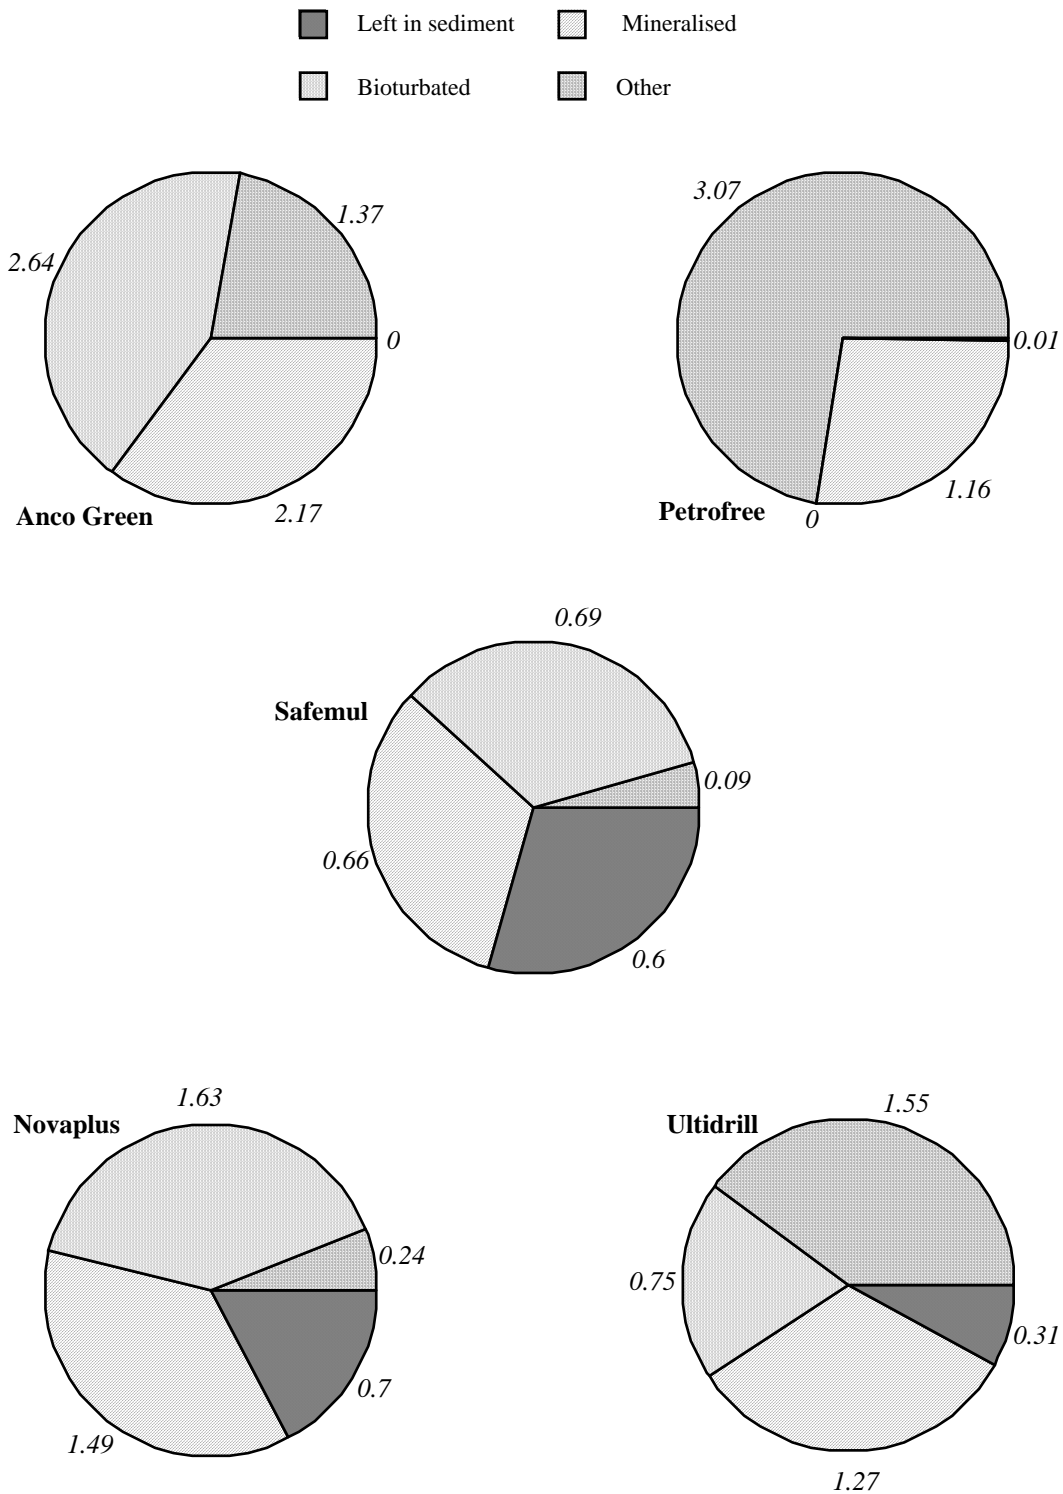 Left in sediment
Mineralised
Bioturbated
Other
3.07
1.37
2.64
0
0.01
1.16
Anco Green
2.17
Petrofree
0
0.69
Safemul
0.09
0.66
0.6
1.63
Novaplus
1.55
Ultidrill
0.24
0.75
0.31
0.7
1.49
1.27